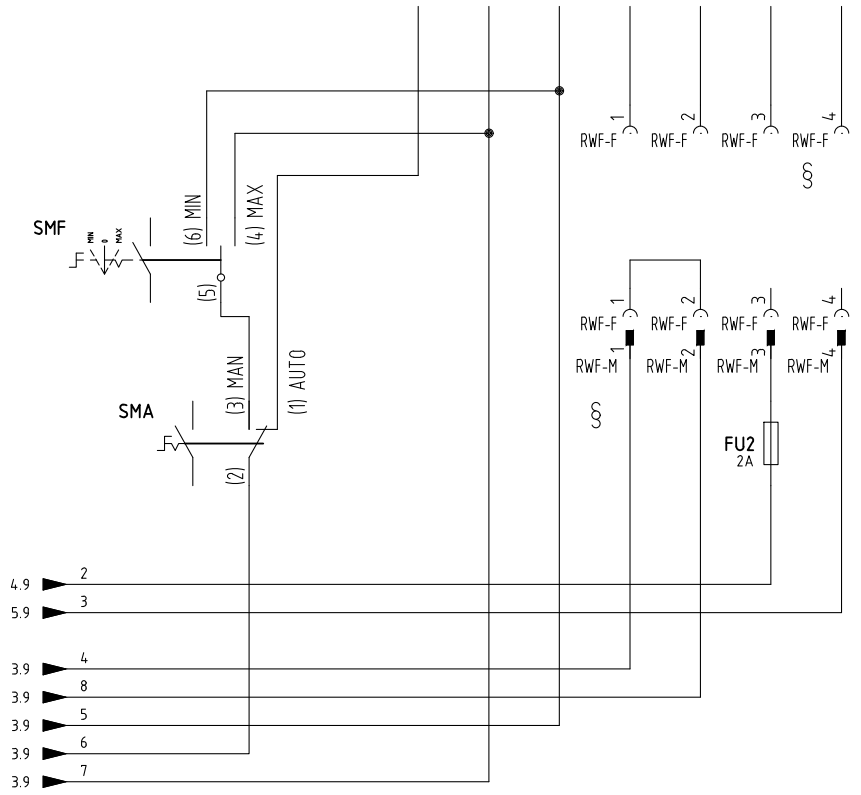 1 2 3 4
RWF-F RWF-F RWF-F RWF-F
§
(6) MIN
(4) MAX
SMF
MIN 0 MAX
(5)
1 2 3 4
RWF-F RWF-F RWF-F RWF-F
1 2 3 4
RWF-M RWF-M RWF-M RWF-M
§
(3) MAN
(1) AUTO
SMA
(2)
FU2
2A
4.9 2
5.9 3
3.9 4
3.9 8
3.9 5
3.9 6
3.9 7